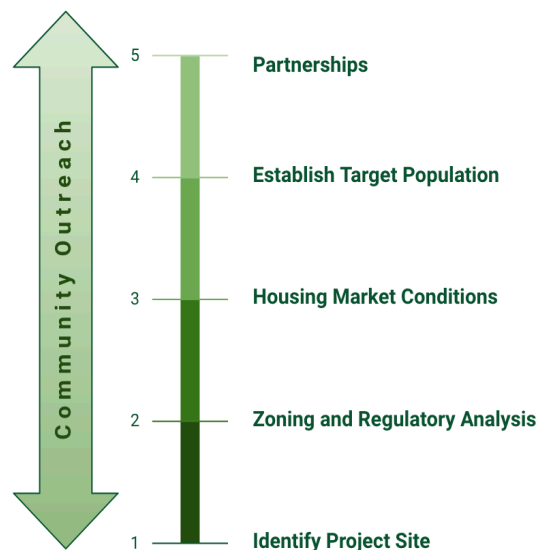 Community Outreach
5 Partnerships
4 Establish Target Population
3 Housing Market Conditions
2 Zoning and Regulatory Analysis
1 Identify Project Site